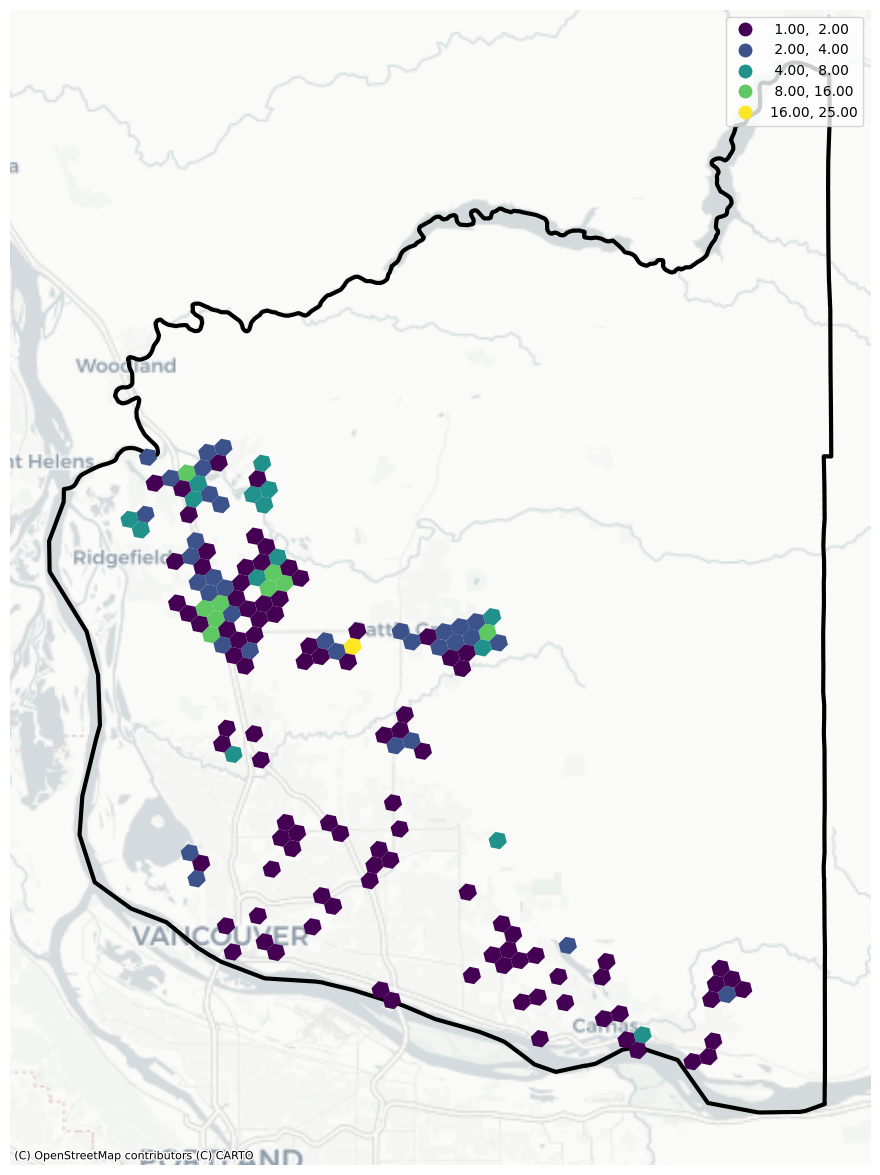 1.00, 2.00
2.00, 4.00
4.00, 8.00
8.00, 16.00
16.00, 25.00
a
Woodland
nt Helens
Ridgefield
VANCOUVER
Camas
PORTLAND
(C) OpenStreetMap contributors (C) CARTO